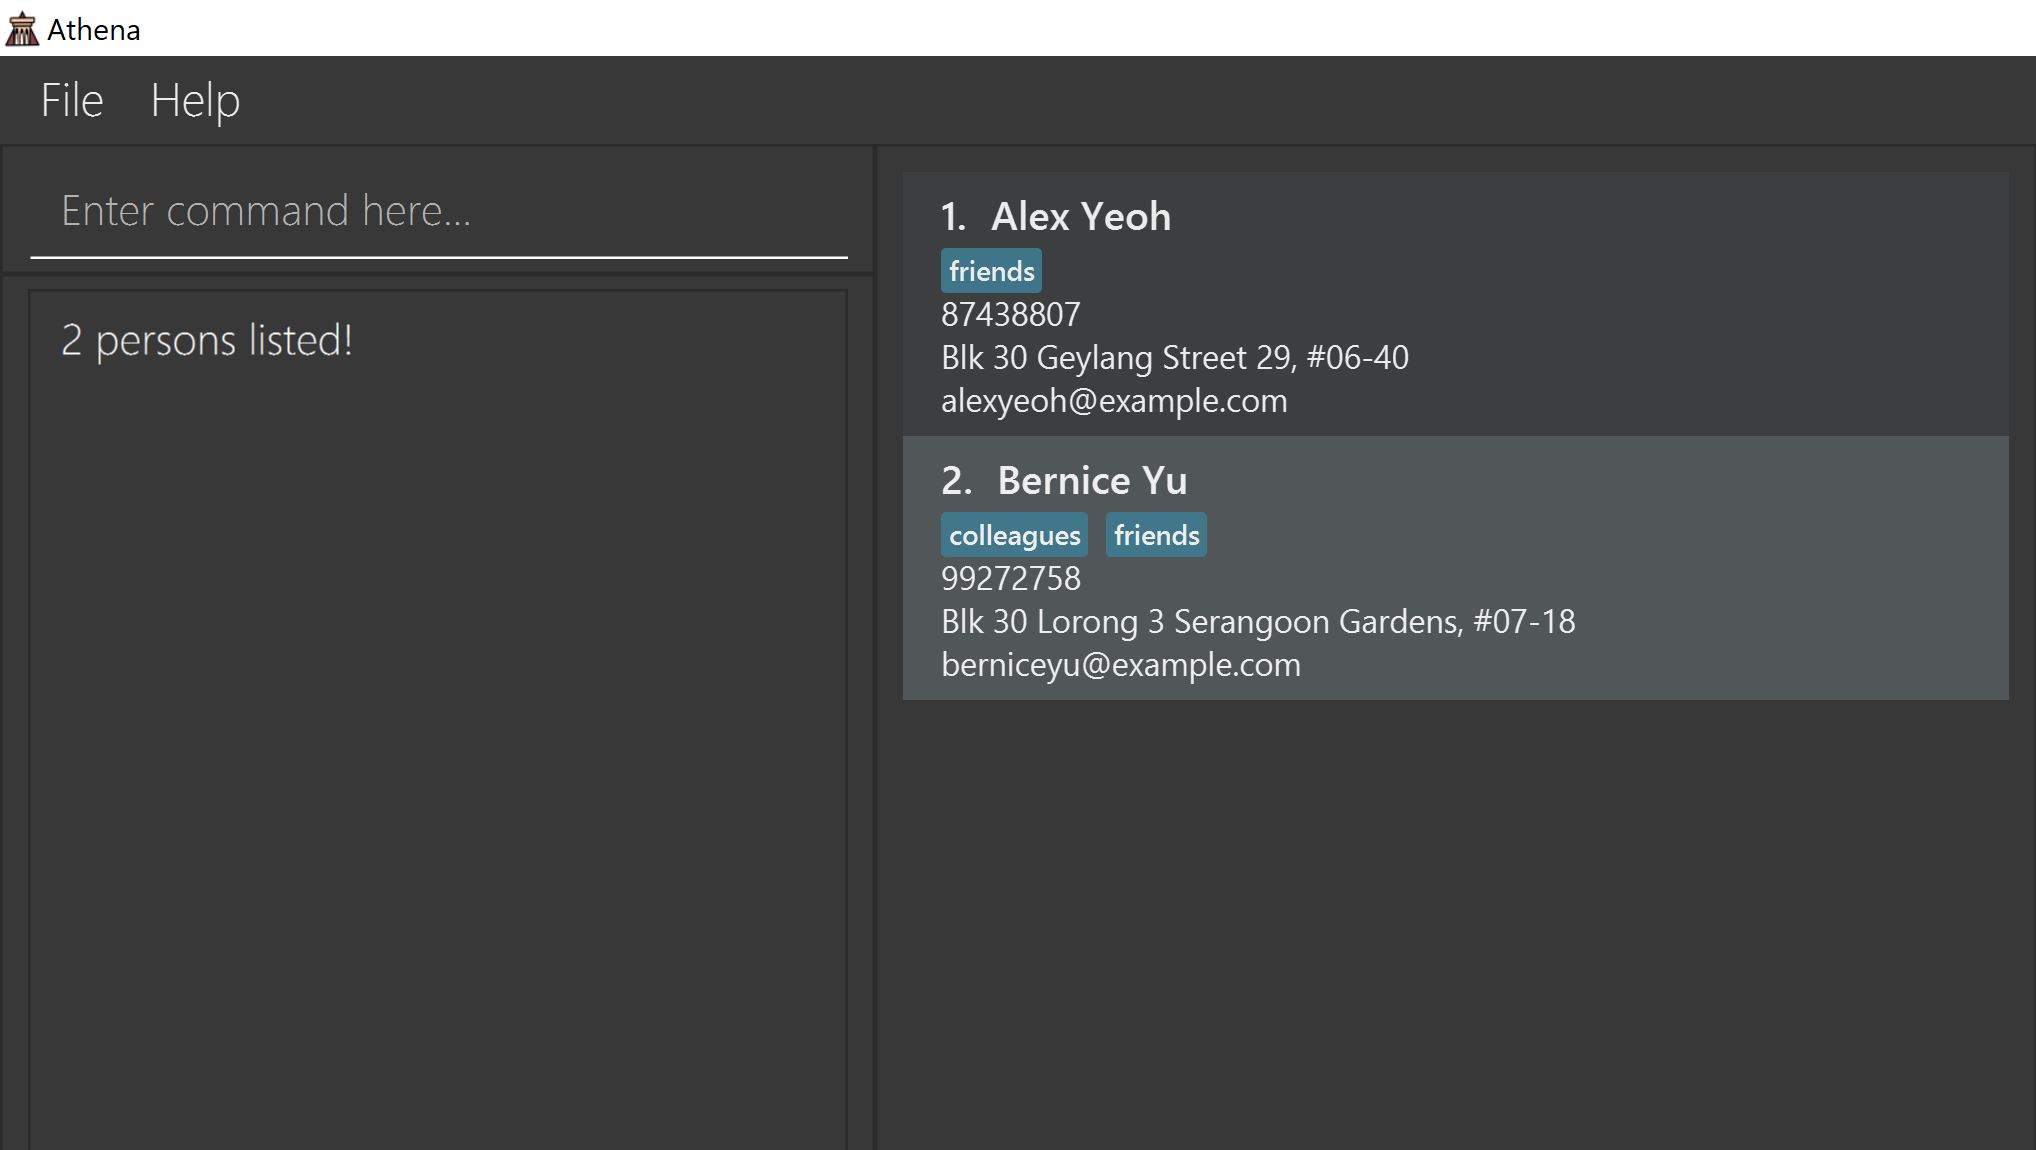 Athena
File Help
Enter command here...
2 persons listed!
1. Alex Yeoh
friends
87438807
Blk 30 Geylang Street 29, #06-40
alexyeoh@example.com
2. Bernice Yu
colleagues friends
99272758
Blk 30 Lorong 3 Serangoon Gardens, #07-18
berniceyu@example.com